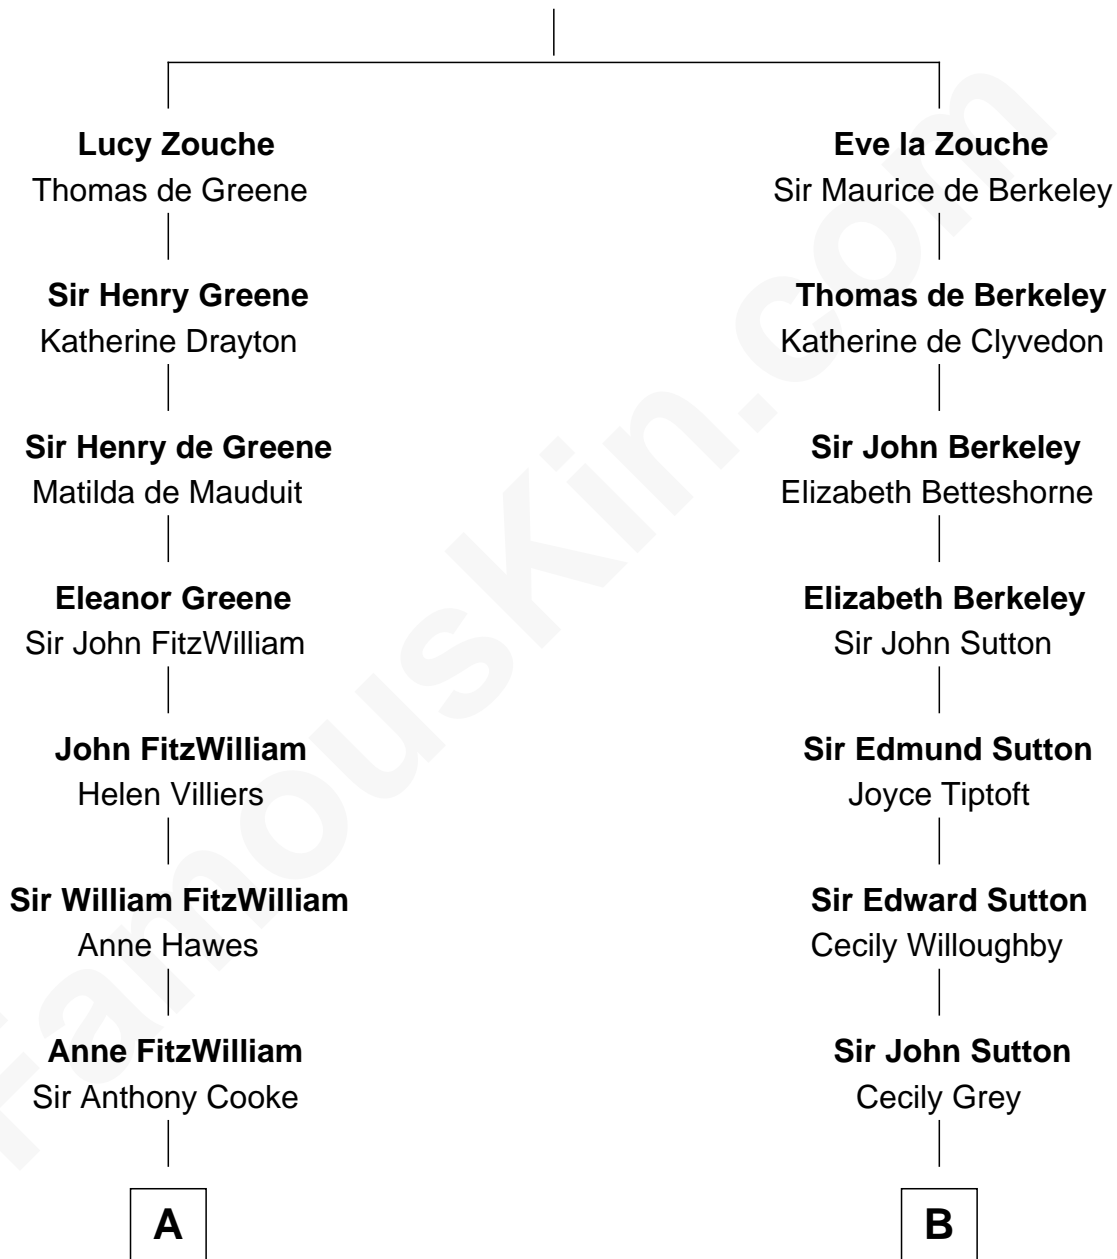 Lucy Zouche
Thomas de Greene
Sir Henry Greene
Katherine Drayton
Sir Henry de Greene
Matilda de Mauduit
Eleanor Greene
Sir John FitzWilliam
John FitzWilliam
Helen Villiers
Sir William FitzWilliam
Anne Hawes
Anne FitzWilliam
Sir Anthony Cooke
A
Eve la Zouche
Sir Maurice de Berkeley
Thomas de Berkeley
Katherine de Clyvedon
Sir John Berkeley
Elizabeth Betteshorne
Elizabeth Berkeley
Sir John Sutton
Sir Edmund Sutton
Joyce Tiptoft
Sir Edward Sutton
Cecily Willoughby
Sir John Sutton
Cecily Grey
B
FamousKin.com